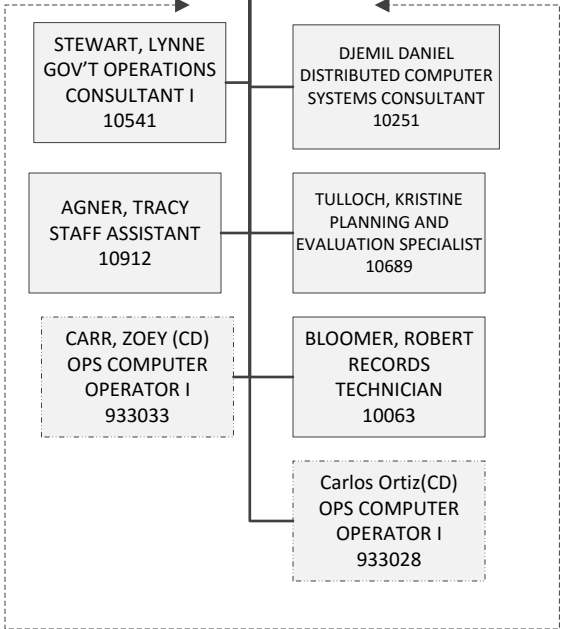 STEWART, LYNNE
GOV'T OPERATIONS
CONSULTANT I
10541
DJEMIL DANIEL
DISTRIBUTED COMPUTER
SYSTEMS CONSULTANT
10251
AGNER, TRACY
STAFF ASSISTANT
10912
TULLOCH, KRISTINE
PLANNING AND
EVALUATION SPECIALIST
10689
CARR, ZOEY (CD)
OPS COMPUTER
OPERATOR I
933033
BLOOMER, ROBERT
RECORDS
TECHNICIAN
10063
Carlos Ortiz(CD)
OPS COMPUTER
OPERATOR I
933028